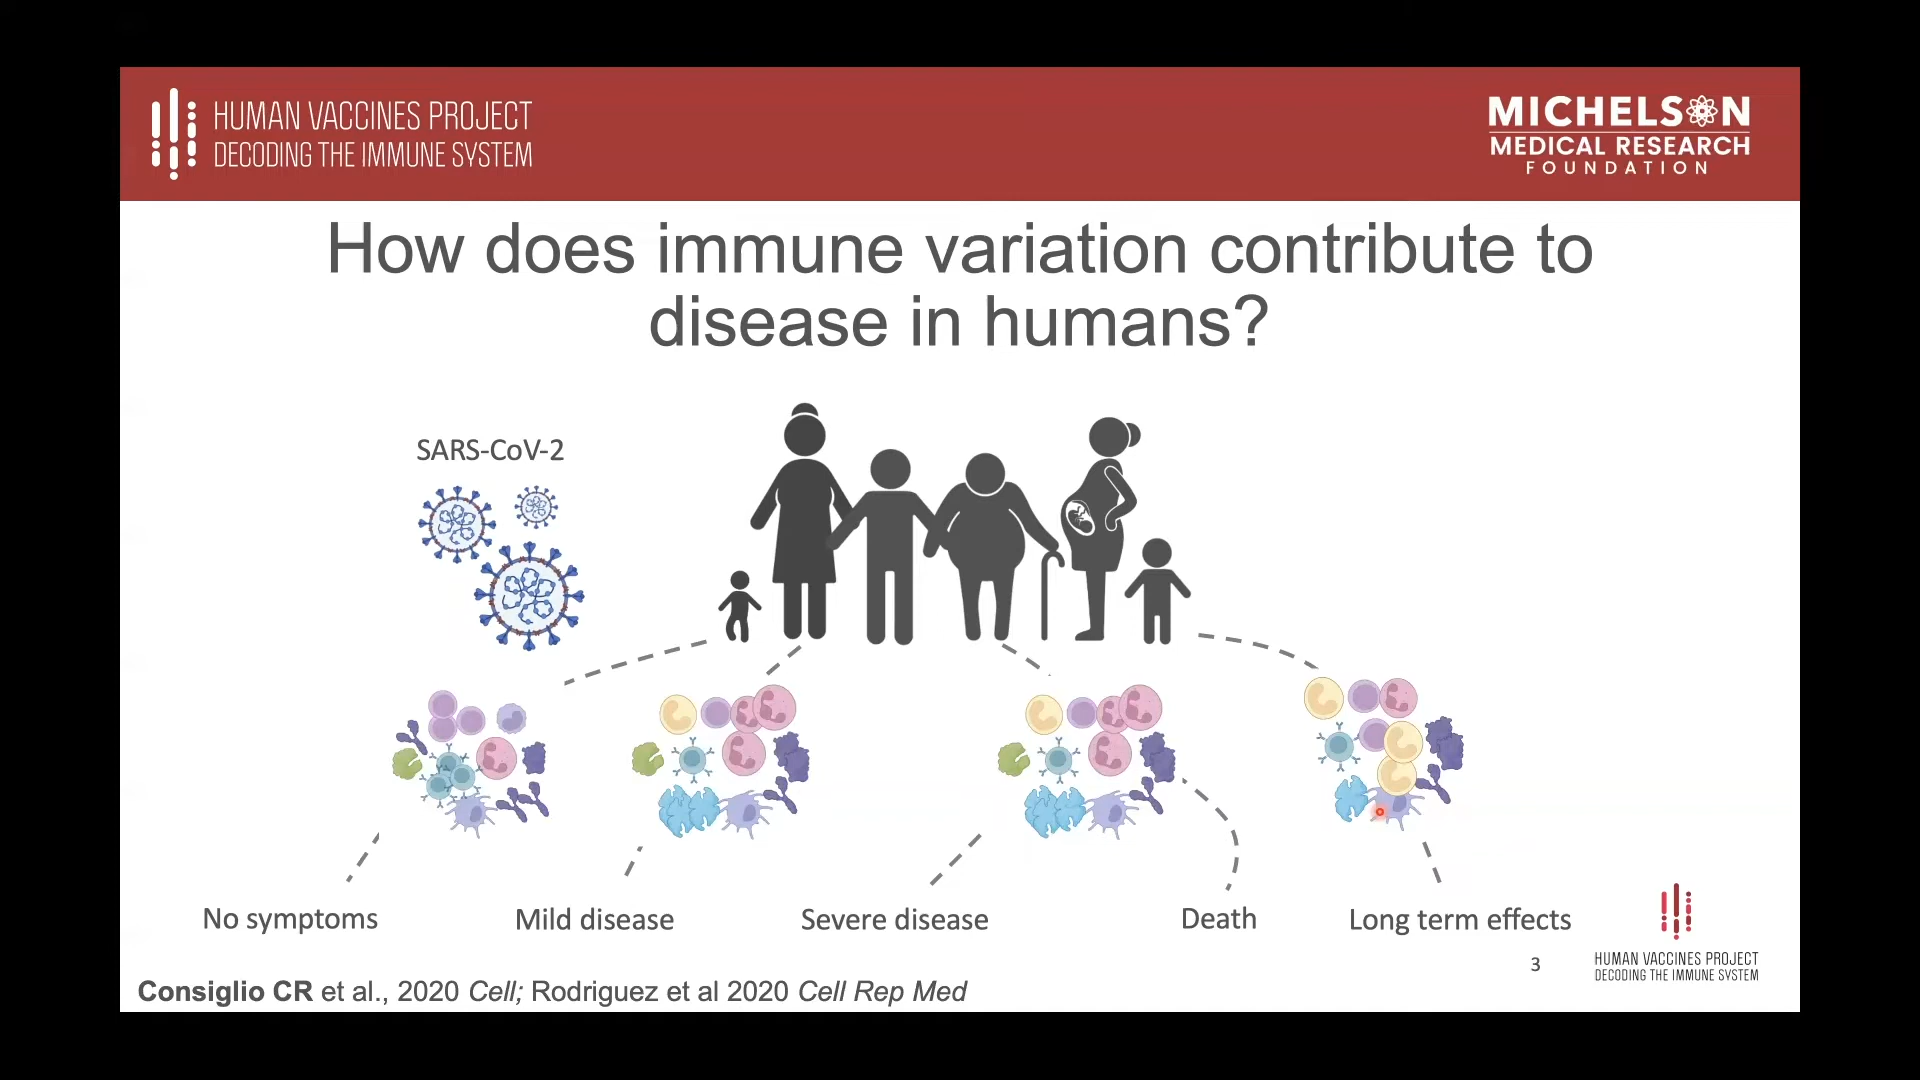 HUMAN VACCINES PROJECT
DECODING THE IMMUNE SYSTEM
MICHELSON
MEDICAL RESEARCH
FOUNDATION
How does immune variation contribute to
disease in humans?
SARS-CoV-2
No symptoms
Mild disease
Severe disease
Death
Long term effects
3
HUMAN VACCINES PROJECT
DECODING THE IMMUNE SYSTEM
Consiglio CR et al., 2020 Cell; Rodriguez et al 2020 Cell Rep Med